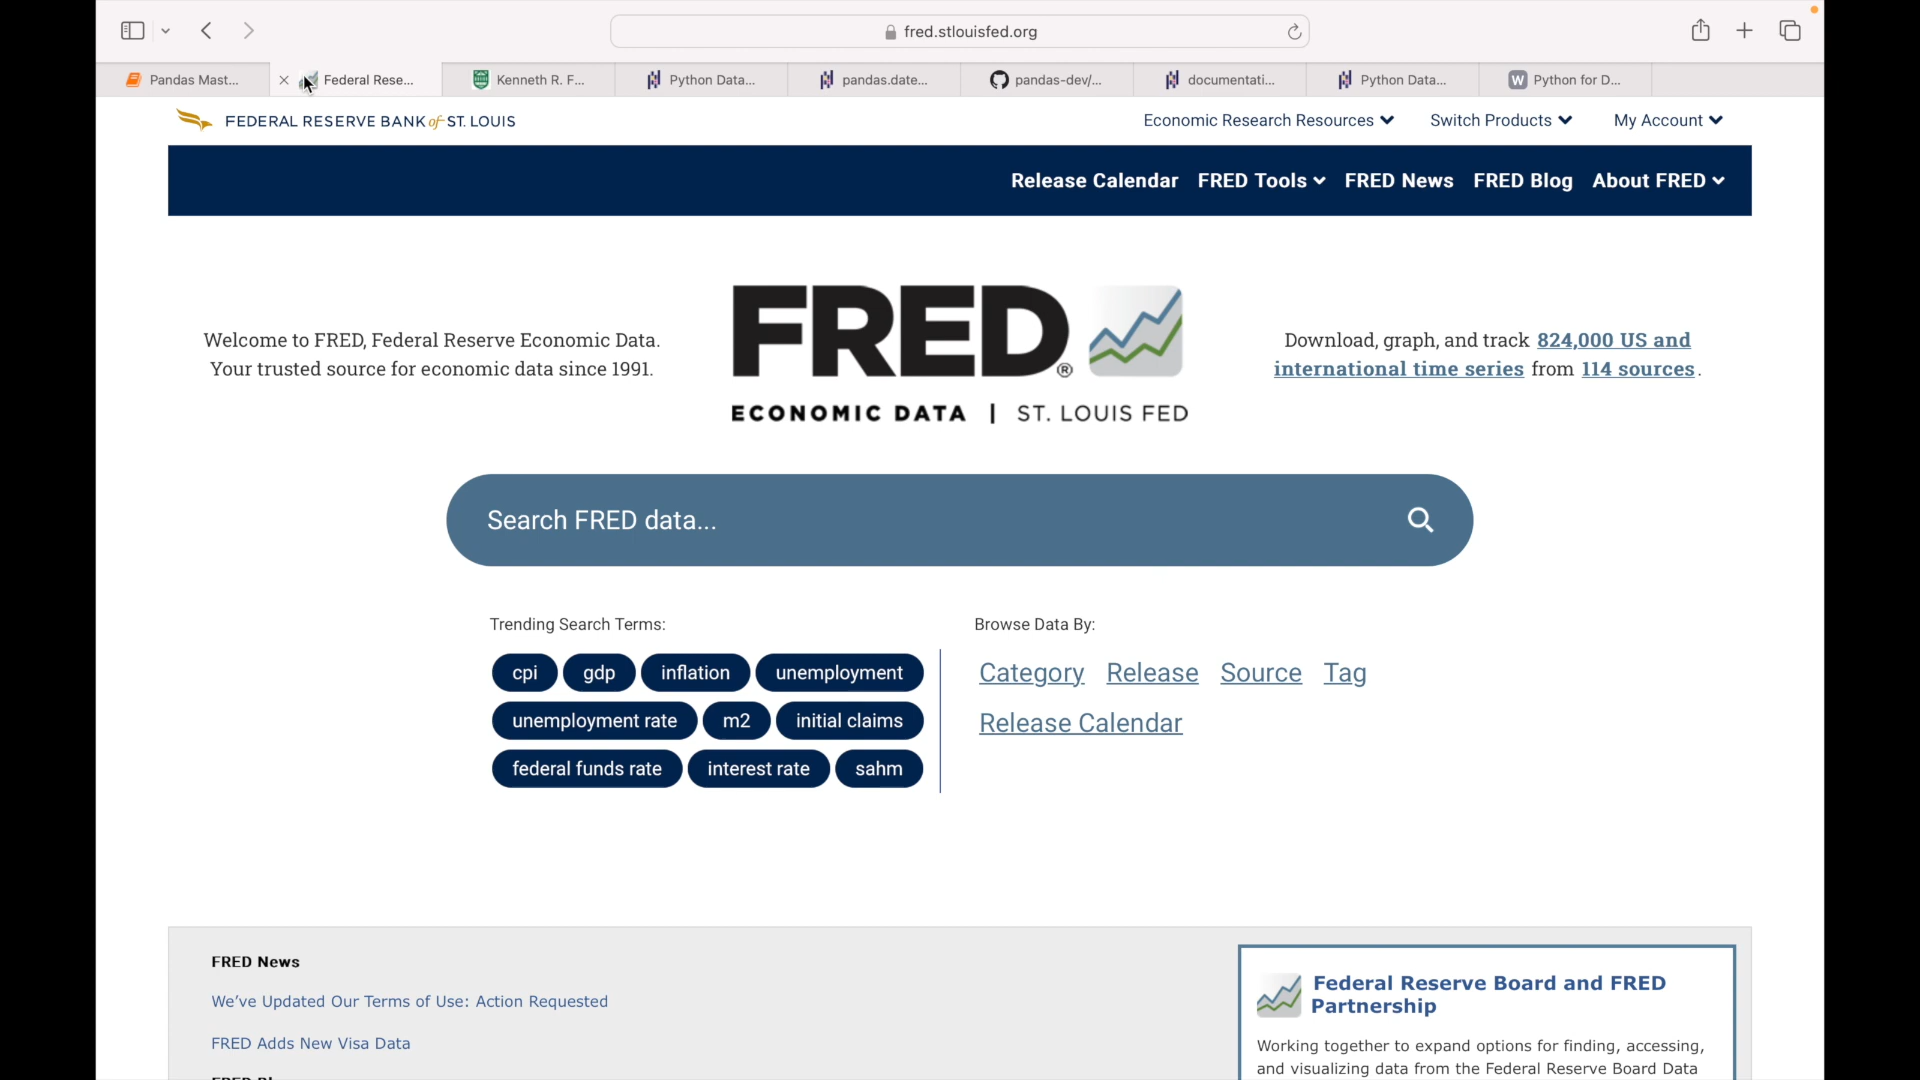 fred.stlouisfed.org
Pandas Mast...
Federal Rese...
Kenneth R. F...
Python Data...
pandas.date...
pandas-dev/...
documentati...
Python Data...
W Python for D...
FEDERAL RESERVE BANK of ST. LOUIS
Economic Research Resources
Switch Products
My Account
Release Calendar
FRED Tools
FRED News
FRED Blog
About FRED
Welcome to FRED, Federal Reserve Economic Data.
Your trusted source for economic data since 1991.
FRED®
ECONOMIC DATA | ST. LOUIS FED
Download, graph, and track 824,000 US and
international time series from 114 sources.
Search FRED data...
Trending Search Terms:
cpi
gdp
inflation
unemployment
unemployment rate
m2
initial claims
federal funds rate
interest rate
sahm
Browse Data By:
Category
Release
Source
Tag
Release Calendar
FRED News
We've Updated Our Terms of Use: Action Requested
FRED Adds New Visa Data
Federal Reserve Board and FRED
Partnership
Working together to expand options for finding, accessing,
and visualizing data from the Federal Reserve Board Data